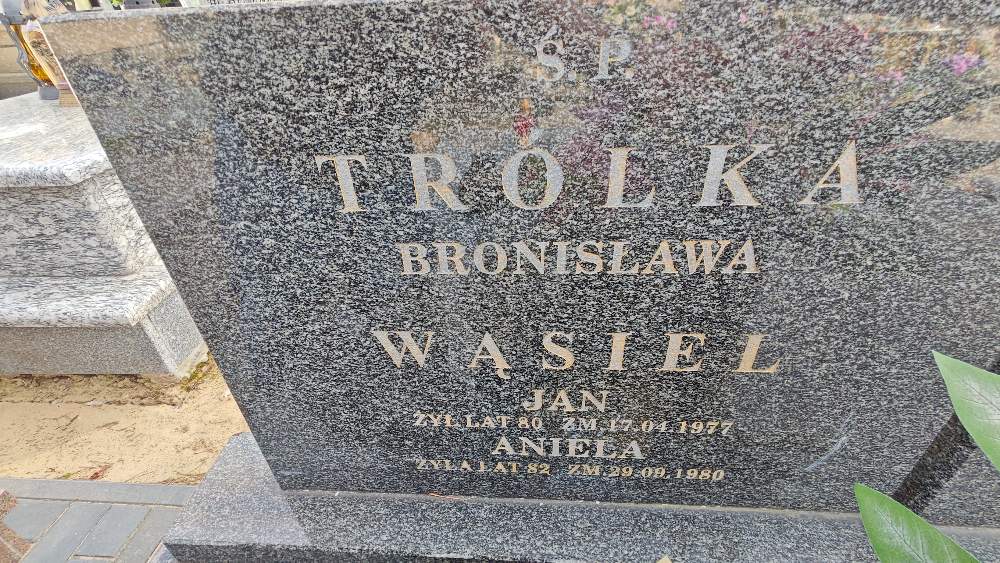 Ś. P.
TRÓLKA
BRONISŁAWA
WĄSIEL
JAN
ŻYŁ LAT 80 ZM. 17.04.1977
ANIELA
ŻYŁA LAT 82 ZM. 29.09.1980